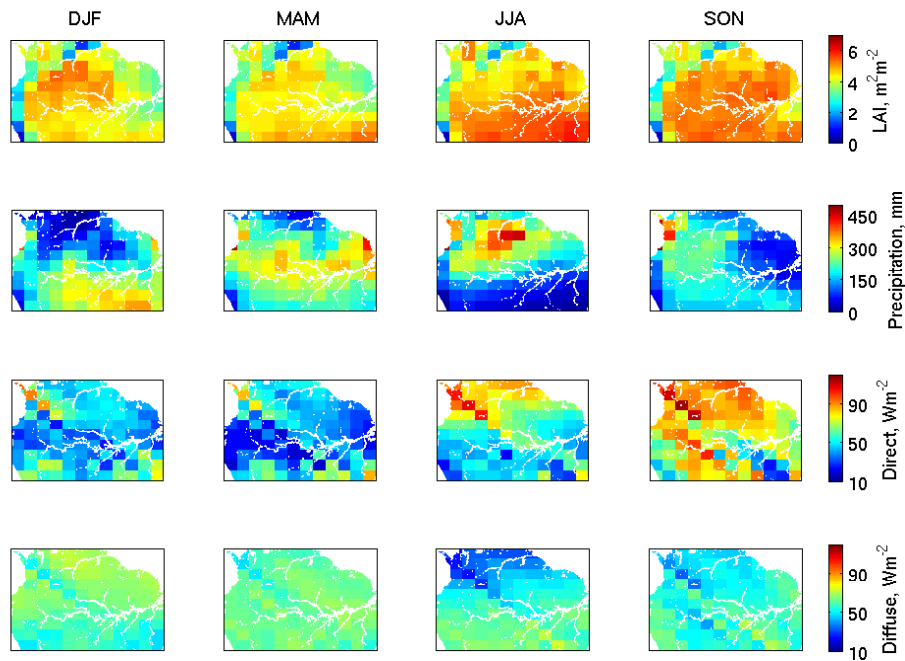 DJF MAM JJA SON
6
4
2
0
LAI, m²m⁻²
450
300
150
0
Precipitation, mm
90
50
10
Direct, Wm⁻²
90
50
10
Diffuse, Wm⁻²